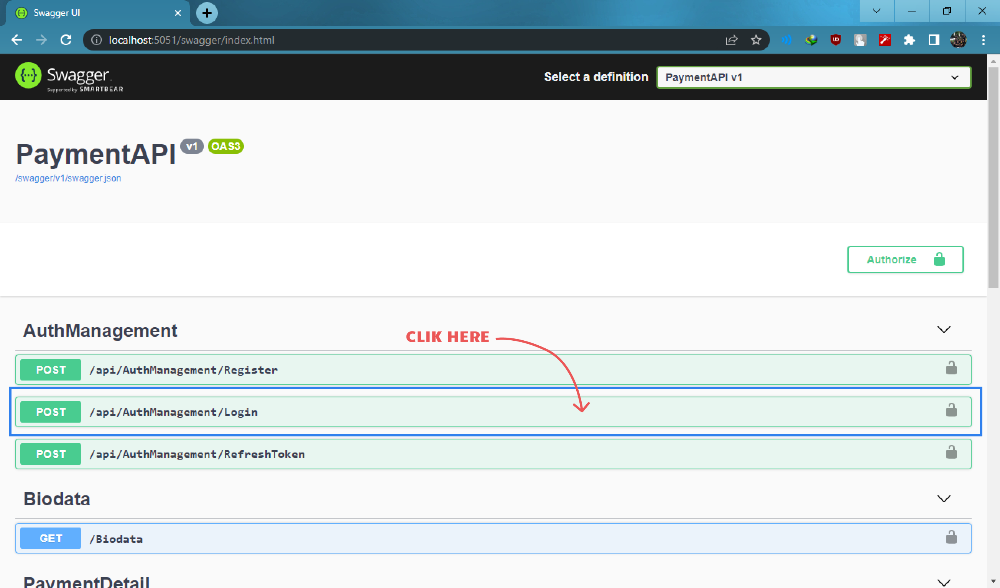 Swagger UI
localhost:5051/swagger/index.html
Swagger
Supported by SMARTBEAR
Select a definition
PaymentAPI v1
PaymentAPI v1 OAS3
/swagger/v1/swagger.json
Authorize
AuthManagement
CLIK HERE
POST /api/AuthManagement/Register
POST /api/AuthManagement/Login
POST /api/AuthManagement/RefreshToken
Biodata
GET /Biodata
PaymentDetail